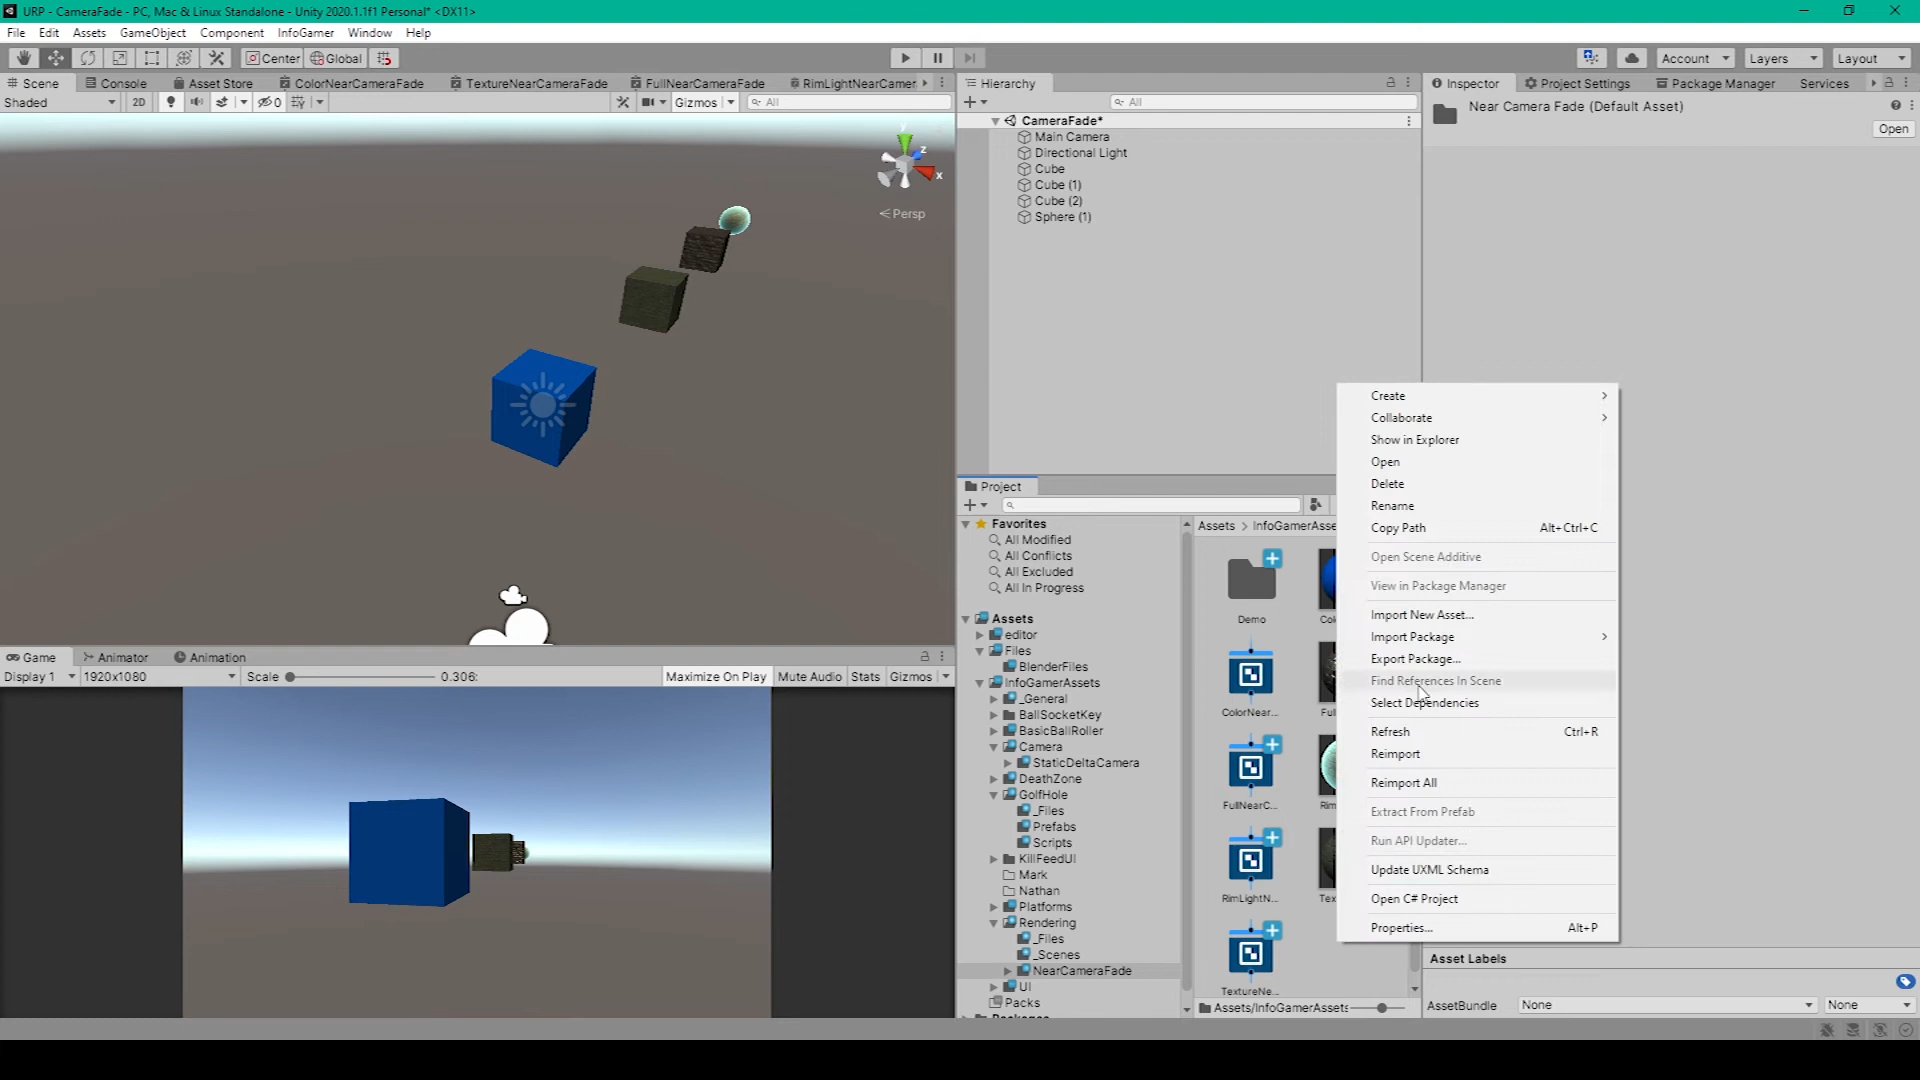 URP - CameraFade - PC, Mac & Linux Standalone - Unity 2020.1.1f1 Personal* <DX11>
File Edit Assets GameObject Component InfoGamer Window Help
Center Global Account Layers Layout
Scene Console Asset Store ColorNearCameraFade TextureNearCameraFade FullNearCameraFade RimLightNearCamer
Shaded 2D 0 Gizmos All
y
z
x
Persp
Hierarchy
All
CameraFade*
Main Camera
Directional Light
Cube
Cube (1)
Cube (2)
Sphere (1)
Inspector Project Settings Package Manager Services
Near Camera Fade (Default Asset)
Open
Create
Collaborate
Show in Explorer
Open
Delete
Rename
Copy Path Alt+Ctrl+C
Open Scene Additive
View in Package Manager
Import New Asset...
Import Package
Export Package...
Find References In Scene
Select Dependencies
Refresh Ctrl+R
Reimport
Reimport All
Extract From Prefab
Run API Updater...
Update UXML Schema
Open C# Project
Properties... Alt+P
Project
Favorites
All Modified
All Conflicts
All Excluded
All In Progress
Assets
editor
Files
BlenderFiles
InfoGamerAssets
_General
BallSocketKey
BasicBallRoller
Camera
StaticDeltaCamera
DeathZone
GolfHole
_Files
Prefabs
Scripts
KillFeedUI
Mark
Nathan
Platforms
Rendering
_Files
_Scenes
NearCameraFade
UI
Packs
Assets > InfoGamerAsse
Demo Col
ColorNear... Ful
FullNearC... Rim
RimLightN... Tex
TextureNe...
Assets/InfoGamerAssets
Game Animator Animation
Display 1 1920x1080 Scale 0.306: Maximize On Play Mute Audio Stats Gizmos
Asset Labels
AssetBundle None None